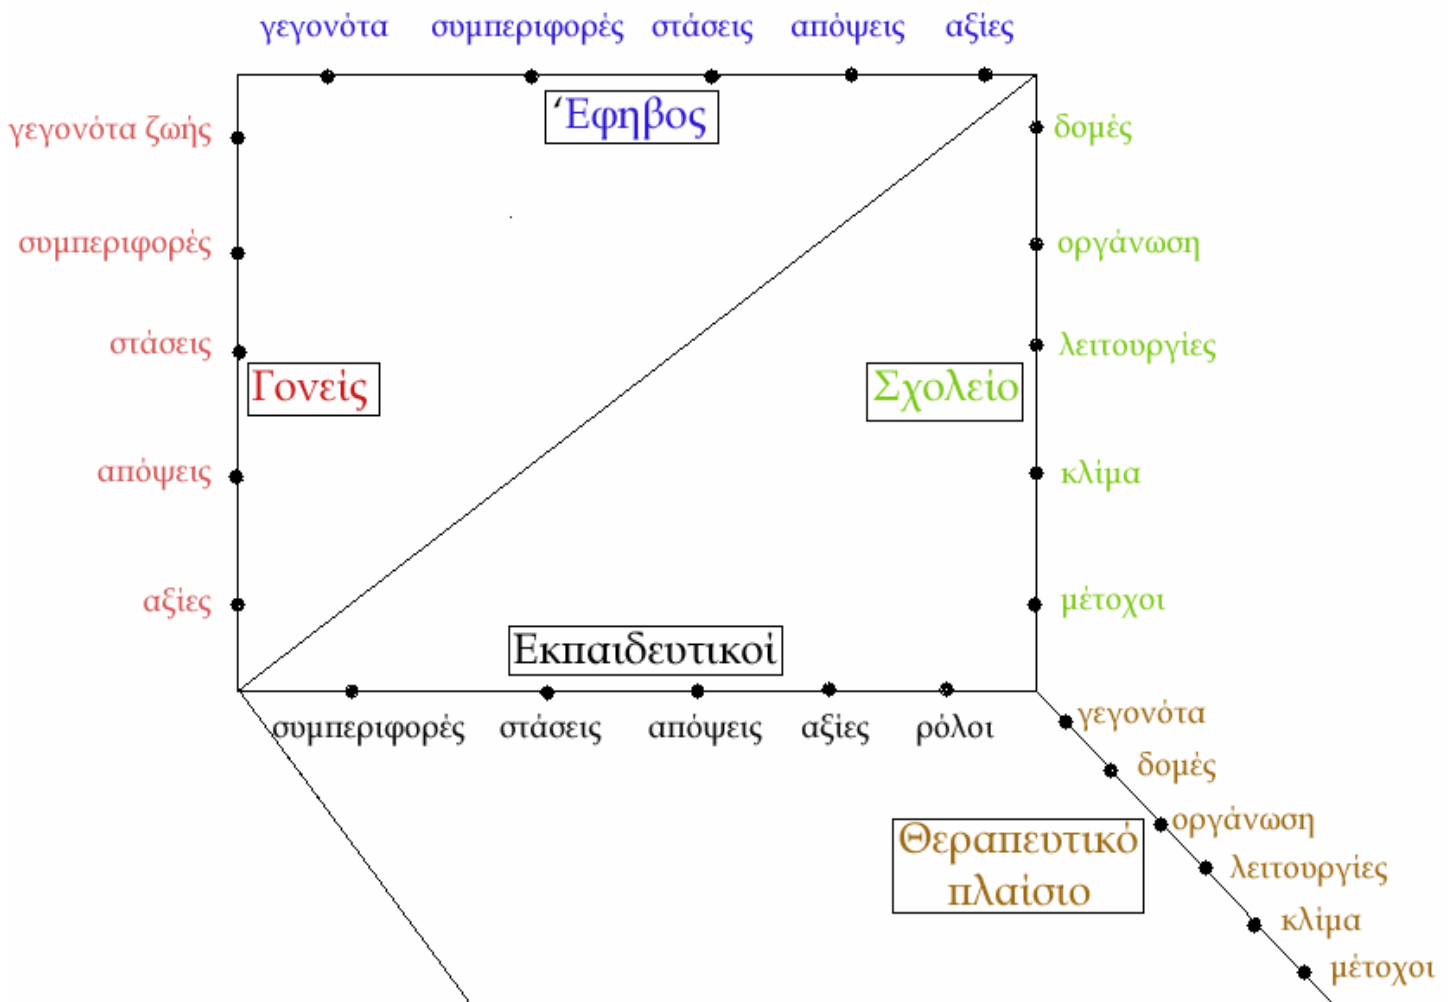 γεγονότα συμπεριφορές στάσεις απόψεις αξίες
‘Έφηβος
γεγονότα ζωής
συμπεριφορές
στάσεις
Γονείς
απόψεις
αξίες
δομές
οργάνωση
λειτουργίες
Σχολείο
κλίμα
μέτοχοι
Εκπαιδευτικοί
συμπεριφορές στάσεις απόψεις αξίες ρόλοι
γεγονότα
δομές
οργάνωση
Θεραπευτικό
πλαίσιο
λειτουργίες
κλίμα
μέτοχοι